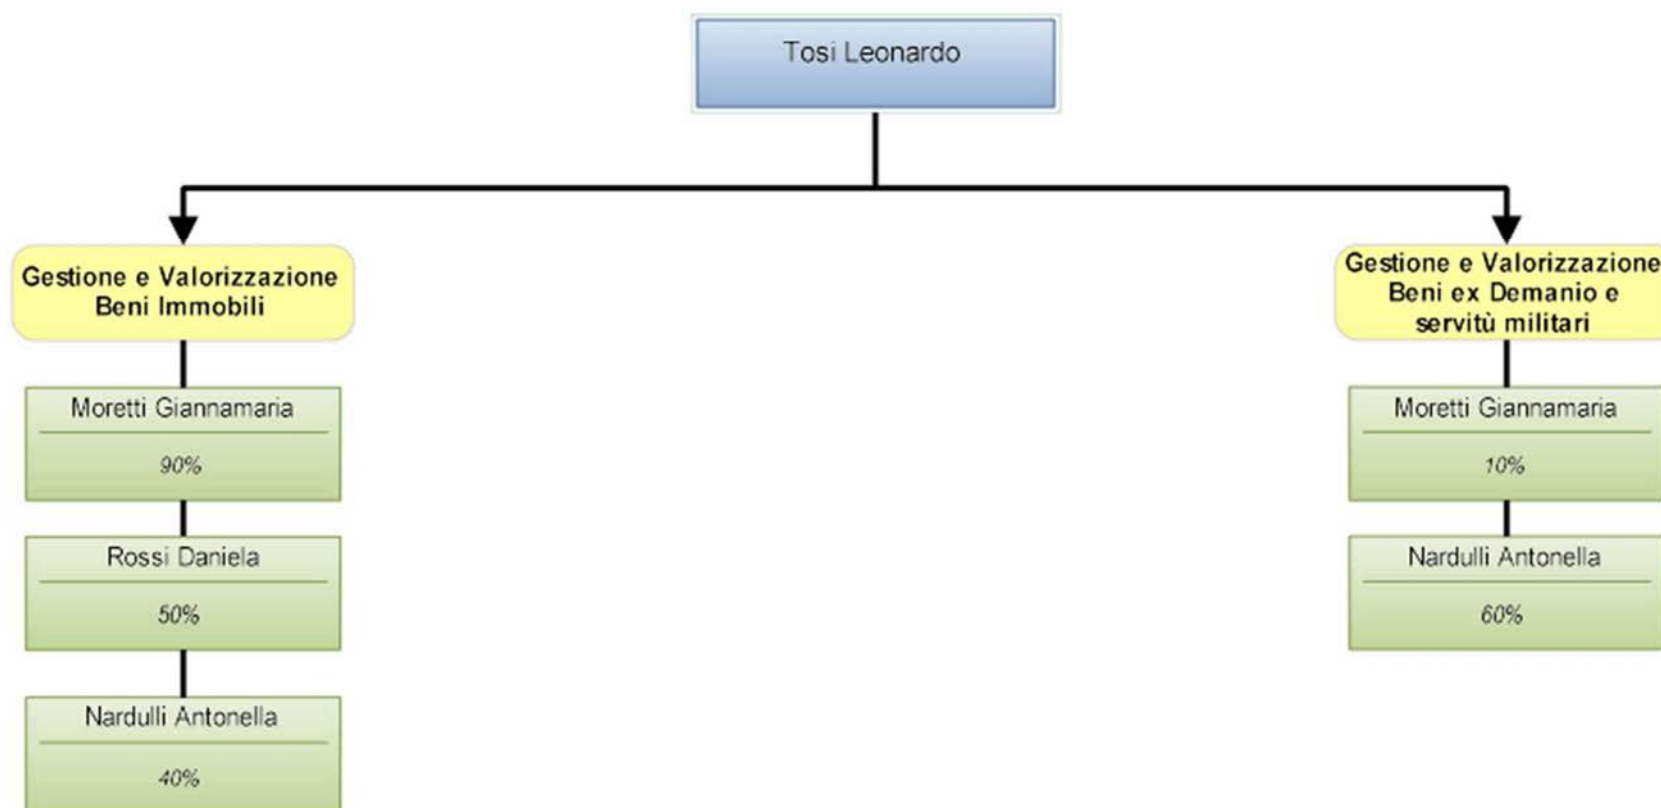 Tosi Leonardo
Gestione e Valorizzazione
Beni Immobili
Moretti Giannamaria
90%
Rossi Daniela
50%
Nardulli Antonella
40%
Gestione e Valorizzazione
Beni ex Demanio e
servitù militari
Moretti Giannamaria
10%
Nardulli Antonella
60%